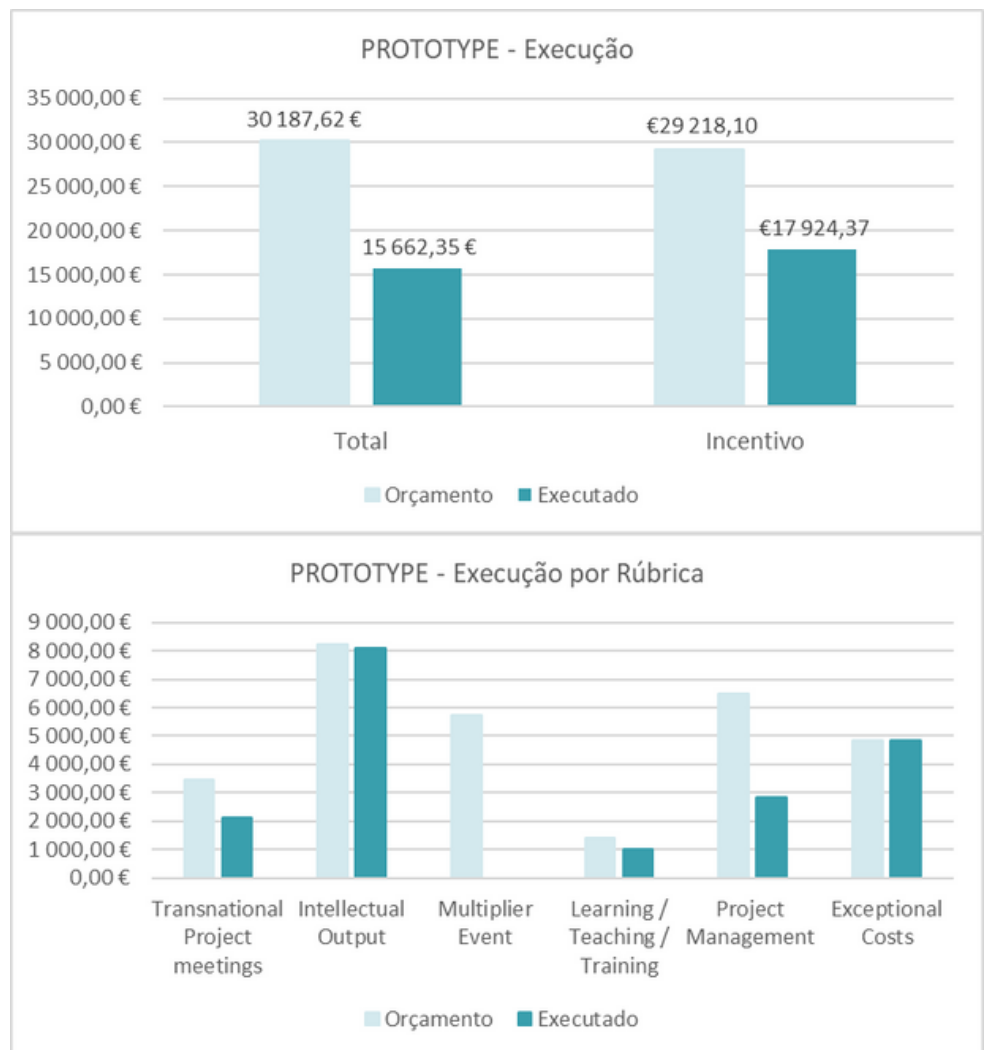 PROTOTYPE - Execução
35 000,00 €
30 000,00 €
25 000,00 €
20 000,00 €
15 000,00 €
10 000,00 €
5 000,00 €
0,00 €
30 187,62 €
€29 218,10
15 662,35 €
€17 924,37
Total
Incentivo
Orçamento
Executado
PROTOTYPE - Execução por Rúbrica
9 000,00 €
8 000,00 €
7 000,00 €
6 000,00 €
5 000,00 €
4 000,00 €
3 000,00 €
2 000,00 €
1 000,00 €
0,00 €
Transnational
Project
meetings
Intellectual
Output
Multiplier
Event
Learning /
Teaching /
Training
Project
Management
Exceptional
Costs
Orçamento
Executado